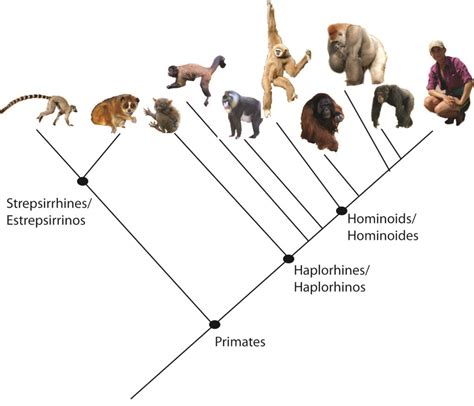 Strepsirrhines/
Estrepsirrinos
Hominoids/
Hominoides
Haplorhines/
Haplorhinos
Primates